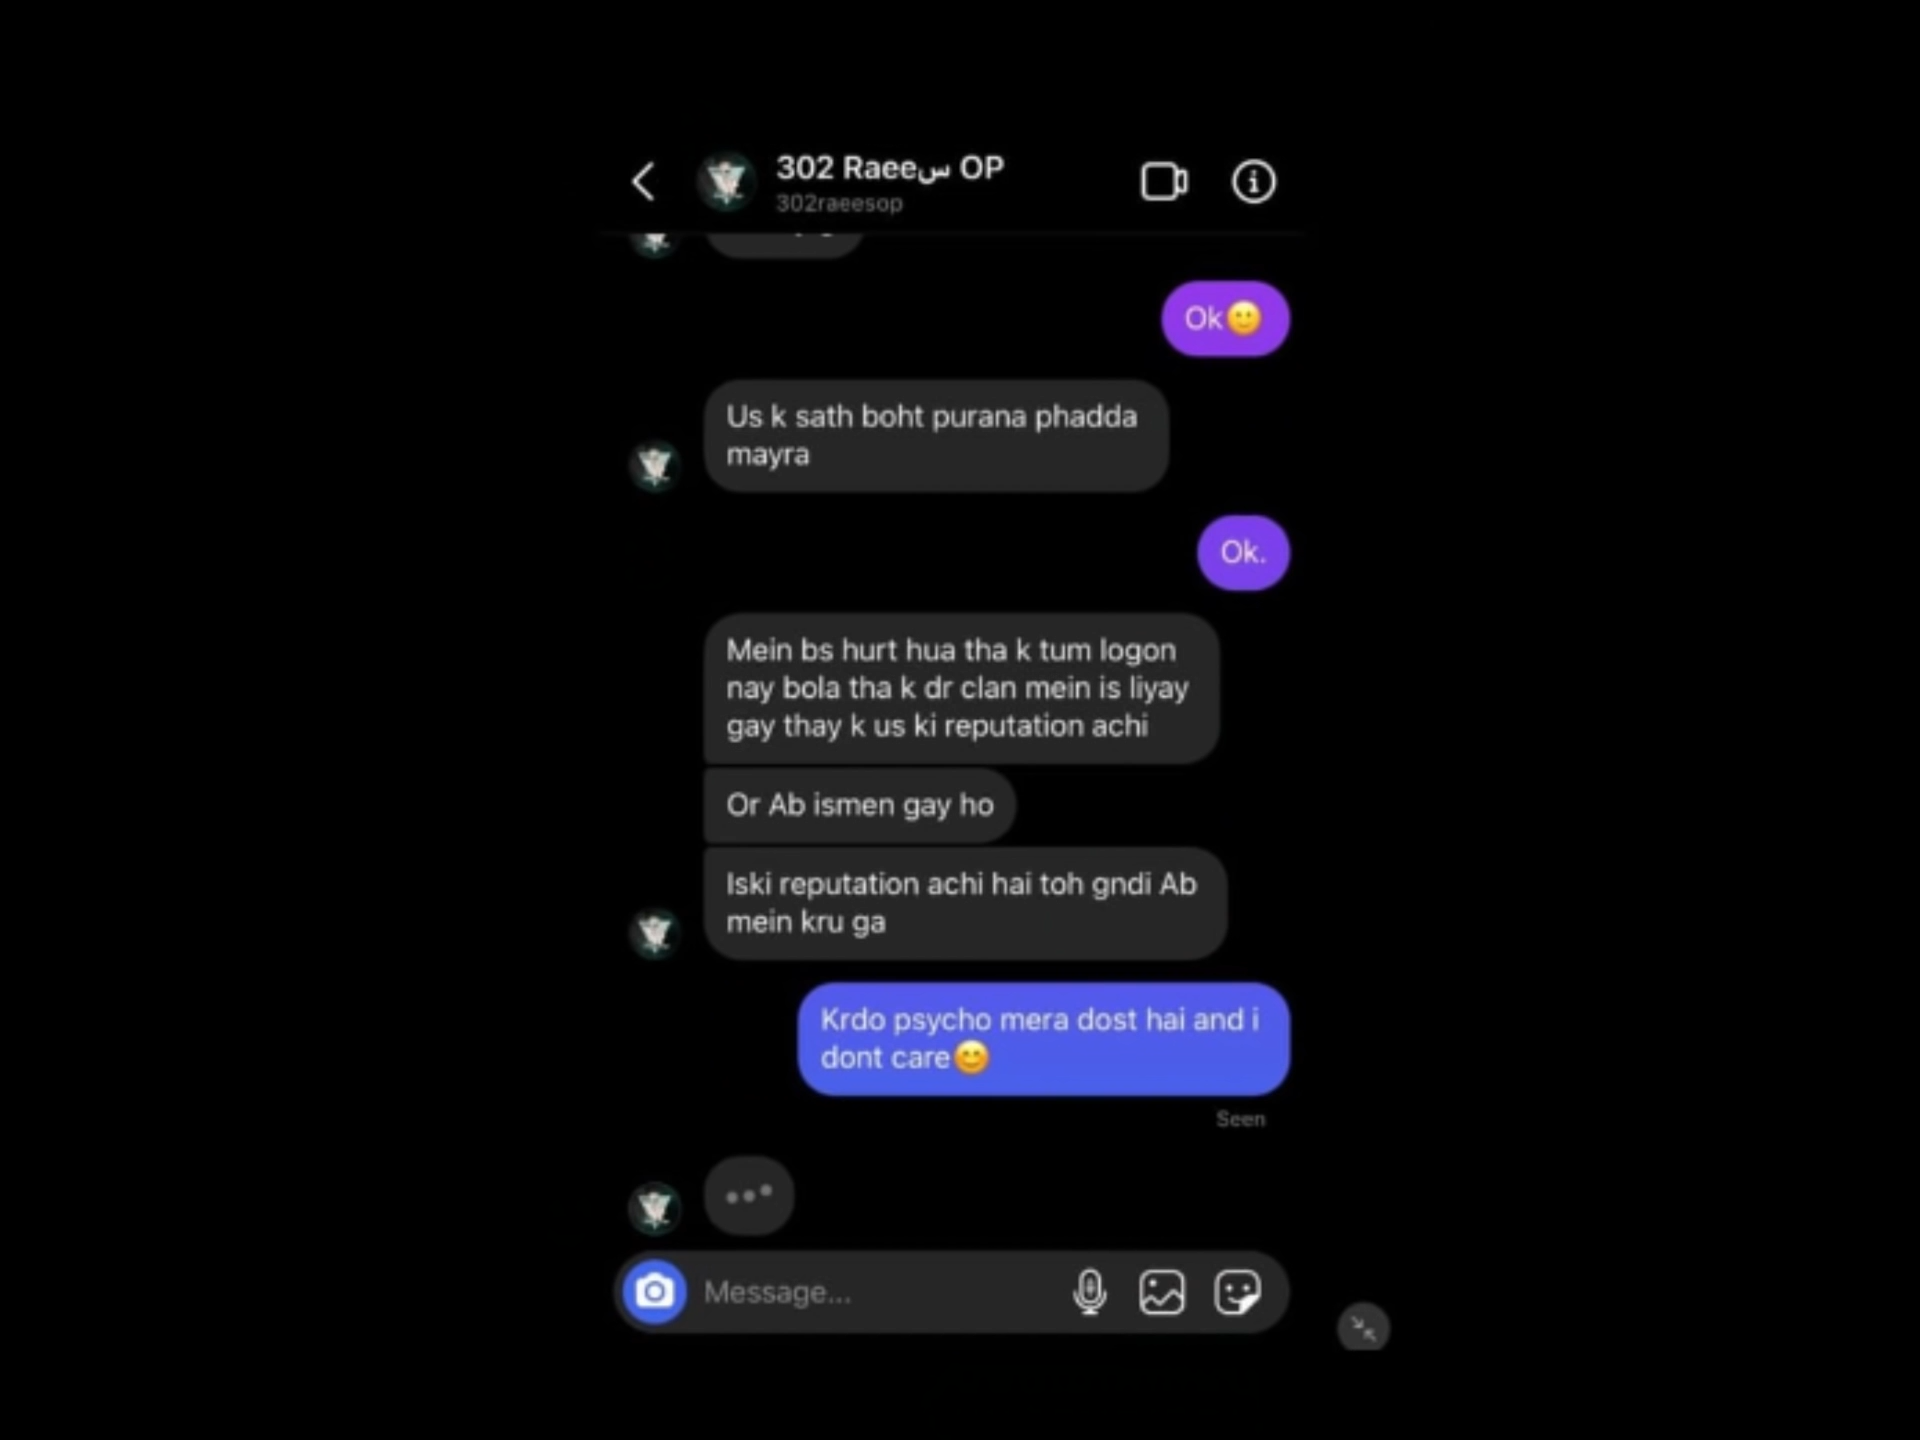 302 Raeeس OP
302raeesop
Ok🙂
Us k sath boht purana phadda
mayra
Ok.
Mein bs hurt hua tha k tum logon
nay bola tha k dr clan mein is liyay
gay thay k us ki reputation achi
Or Ab ismen gay ho
Iski reputation achi hai toh gndi Ab
mein kru ga
Krdo psycho mera dost hai and i
dont care😊
Seen
Message...